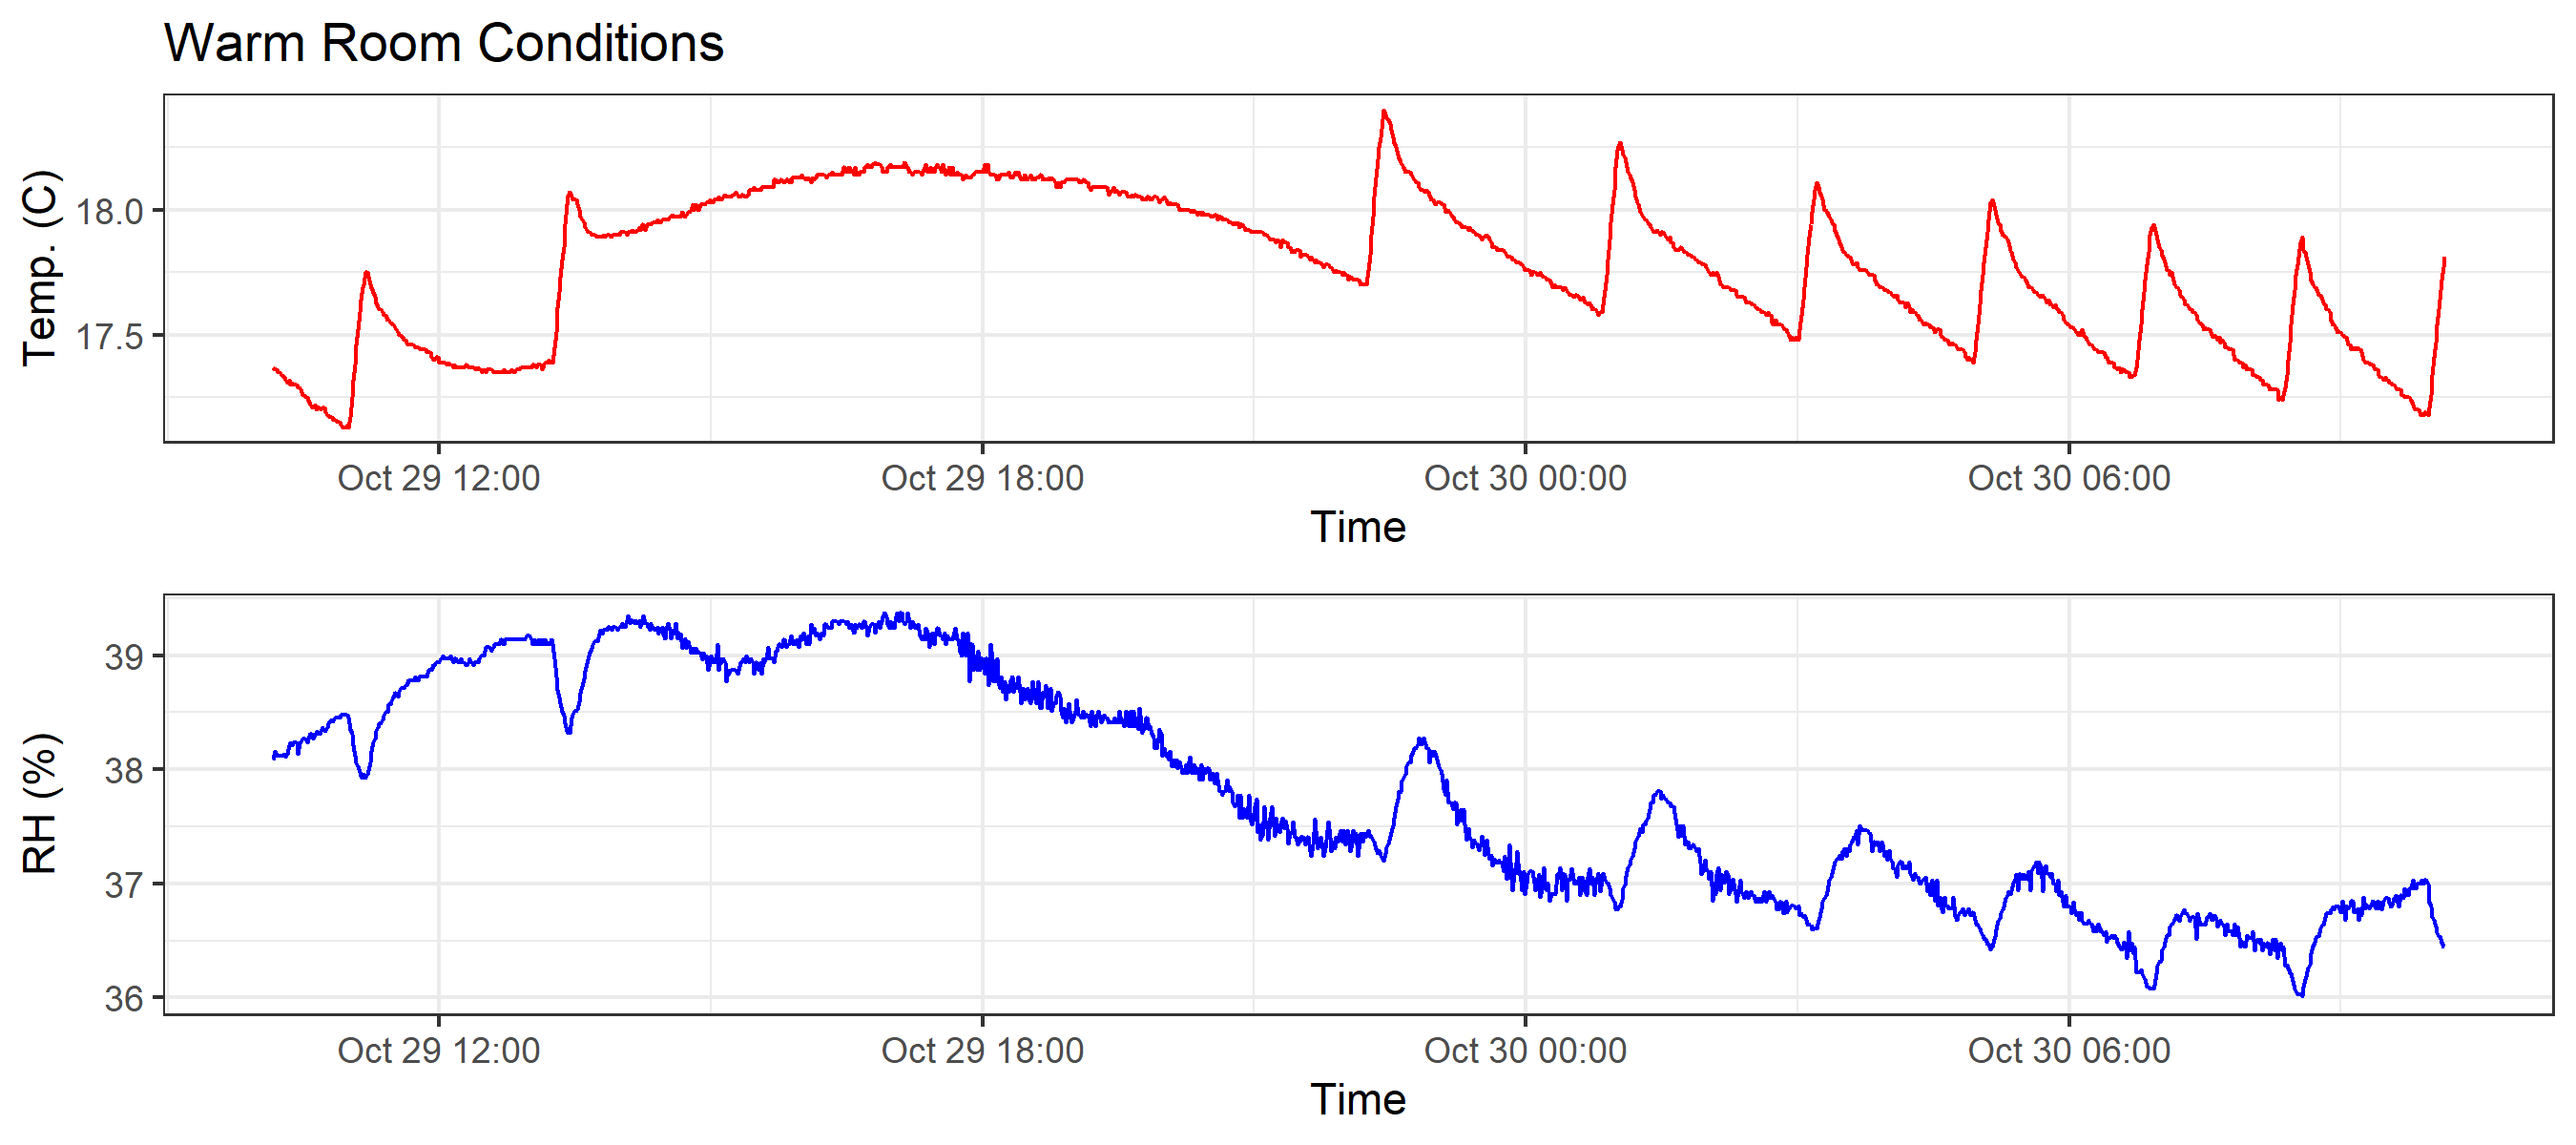 Warm Room Conditions
Temp. (C)
18.0
17.5
Oct 29 12:00 Oct 29 18:00 Oct 30 00:00 Oct 30 06:00
Time
RH (%)
39
38
37
36
Oct 29 12:00 Oct 29 18:00 Oct 30 00:00 Oct 30 06:00
Time